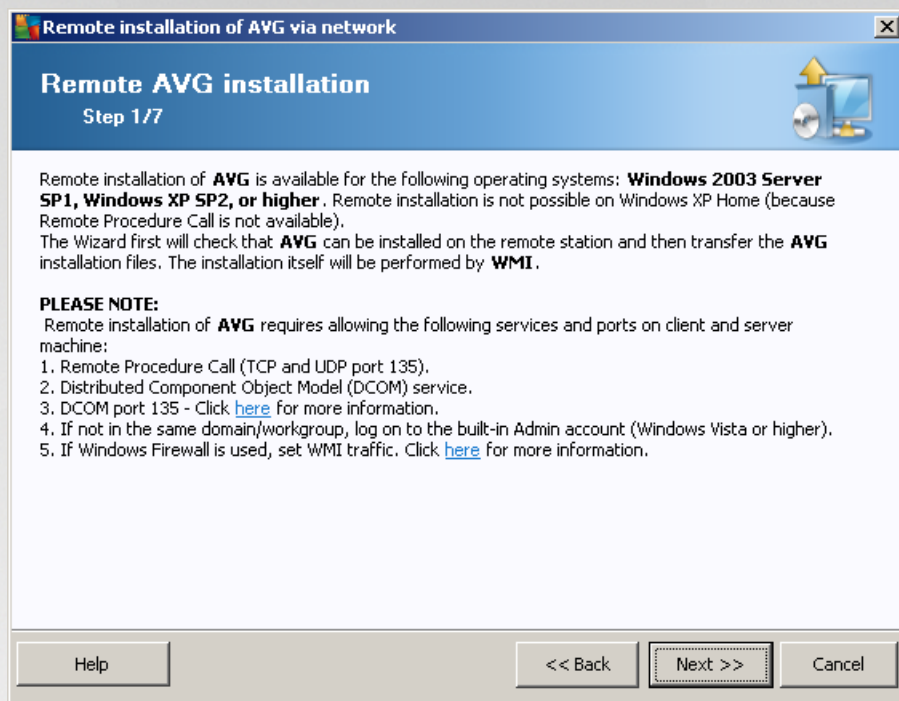 Remote installation of AVG via network
Remote AVG installation
Step 1/7
Remote installation of AVG is available for the following operating systems: Windows 2003 Server
SP1, Windows XP SP2, or higher. Remote installation is not possible on Windows XP Home (because
Remote Procedure Call is not available).
The Wizard first will check that AVG can be installed on the remote station and then transfer the AVG
installation files. The installation itself will be performed by WMI.
PLEASE NOTE:
Remote installation of AVG requires allowing the following services and ports on client and server
machine:
1. Remote Procedure Call (TCP and UDP port 135).
2. Distributed Component Object Model (DCOM) service.
3. DCOM port 135 - Click here for more information.
4. If not in the same domain/workgroup, log on to the built-in Admin account (Windows Vista or higher).
5. If Windows Firewall is used, set WMI traffic. Click here for more information.
Help
<< Back
Next >>
Cancel